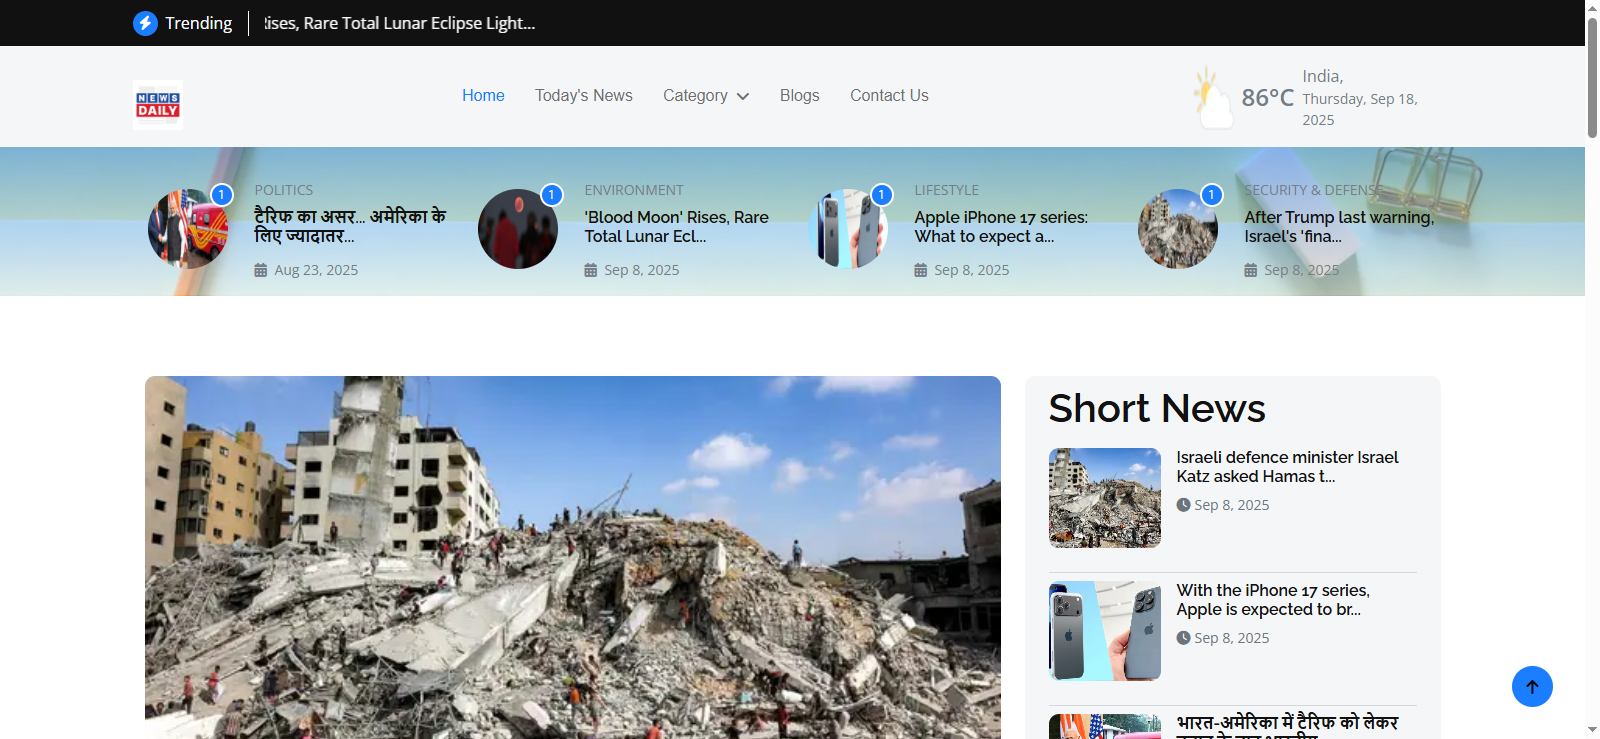 Trending
Rises, Rare Total Lunar Eclipse Light...
NEWS
DAILY
Home
Today's News
Category
Blogs
Contact Us
86°C
India,
Thursday, Sep 18,
2025
1
POLITICS
टैरिफ का असर... अमेरिका के
लिए ज्यादातर...
Aug 23, 2025
1
ENVIRONMENT
'Blood Moon' Rises, Rare
Total Lunar Ecl...
Sep 8, 2025
1
LIFESTYLE
Apple iPhone 17 series:
What to expect a...
Sep 8, 2025
1
SECURITY & DEFENSE
After Trump last warning,
Israel's 'fina...
Sep 8, 2025
Short News
Israeli defence minister Israel
Katz asked Hamas t...
Sep 8, 2025
With the iPhone 17 series,
Apple is expected to br...
Sep 8, 2025
भारत-अमेरिका में टैरिफ को लेकर